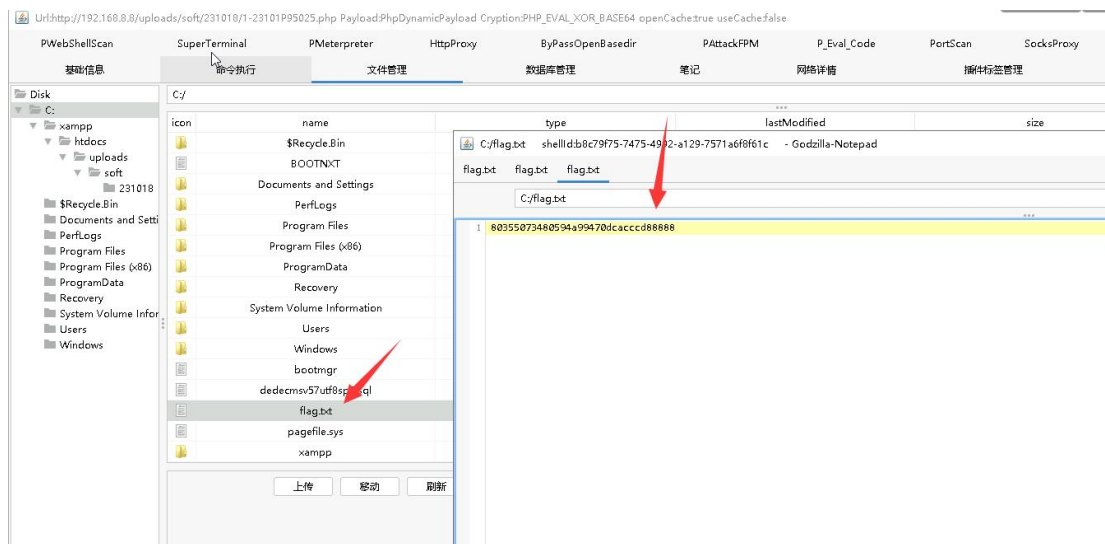 Url:http://192.168.8.8/uploads/soft/231018/1-23101P95025.php Payload:PhpDynamicPayload Cryption:PHP_EVAL_XOR_BASE64 openCache:true useCache:false
PWebShellScan SuperTerminal PMeterpreter HttpProxy ByPassOpenBasedir PAttackFPM P_Eval_Code PortScan SocksProxy
基础信息 命令执行 文件管理 数据库管理 笔记 网络详情 插件标签管理
Disk
C:
xampp
htdocs
uploads
soft
231018
$Recycle.Bin
Documents and Setti
PerfLogs
Program Files
Program Files (x86)
ProgramData
Recovery
System Volume Infor
Users
Windows
C:/
icon name type lastModified size
$Recycle.Bin
BOOTNXT
Documents and Settings
PerfLogs
Program Files
Program Files (x86)
ProgramData
Recovery
System Volume Information
Users
Windows
bootmgr
flag.txt
pagefile.sys
xampp
上传 移动 刷新
C:/flag.txt shellId:b8c79f75-7475-4992-a129-7571a6f8f61c - Godzilla-Notepad
flag.txt flag.txt flag.txt
C:/flag.txt
1 80355073480594a99470dcacccd88888